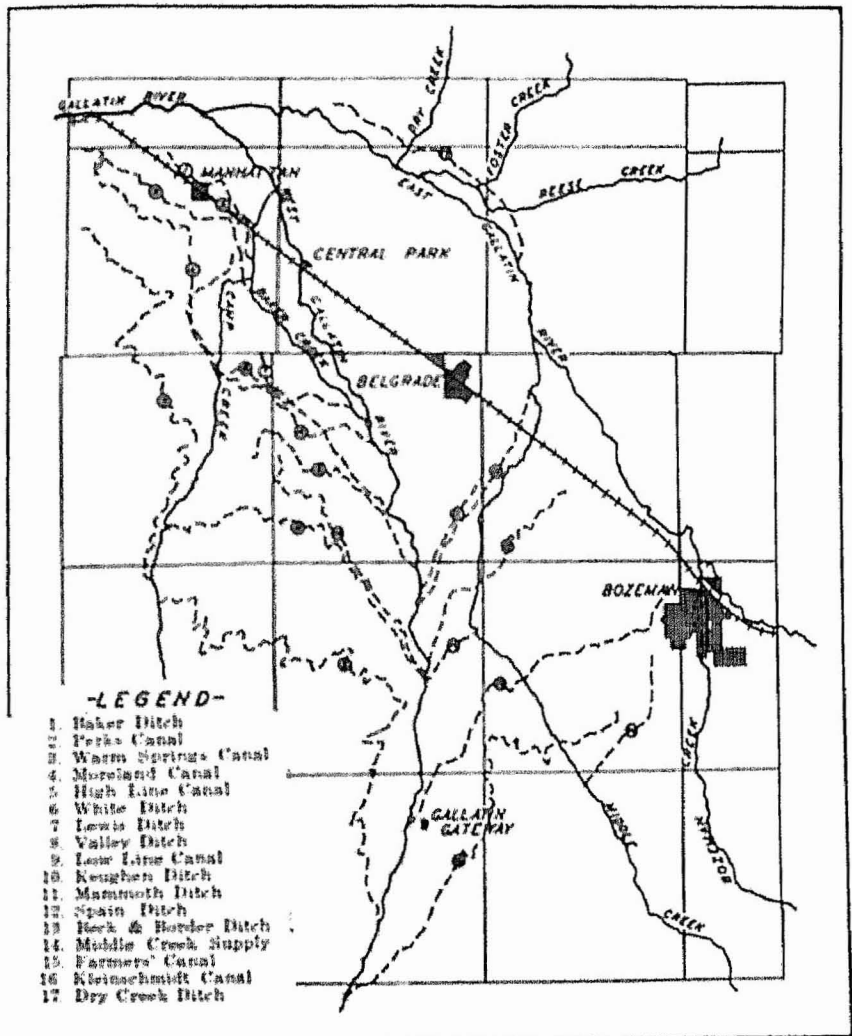 GALLATIN RIVER
DRY CREEK
FOSTER CREEK
REESE CREEK
MANHATTAN
WEST GALLATIN RIVER
EAST GALLATIN RIVER
CENTRAL PARK
CAMP CREEK
BAKER CREEK
BELGRADE
BOZEMAN
-LEGEND-
1. Baker Ditch
2. Perks Canal
3. Warm Springs Canal
4. Moreland Canal
5. High Line Canal
6. White Ditch
7. Lewis Ditch
8. Valley Ditch
9. Low Line Canal
10. Keughen Ditch
11. Mammoth Ditch
12. Spain Ditch
13 Beck & Border Ditch
14. Middle Creek Supply
15. Farmers' Canal
16 Kleinschmidt Canal
17. Dry Creek Ditch
GALLATIN
GATEWAY
MIDDLE CREEK
BOZEMAN CREEK